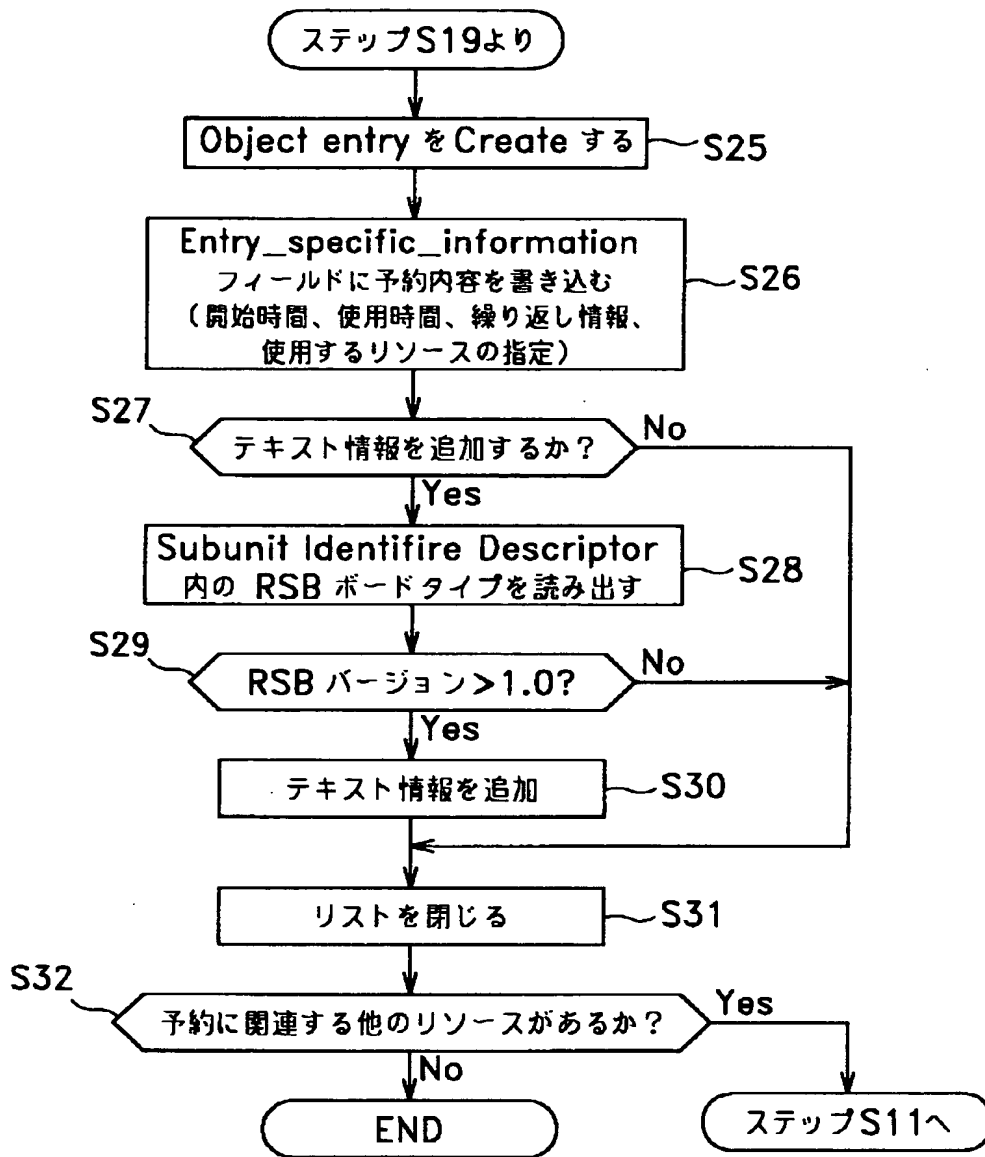 ステップS19より
Object entry を Create する
S25
Entry_specific_information
フィールドに予約内容を書き込む
(開始時間、使用時間、繰り返し情報、
使用するリソースの指定)
S26
S27
テキスト情報を追加するか?
No
Yes
Subunit Identifire Descriptor
内の RSB ボードタイプを読み出す
S28
S29
RSB バージョン>1.0?
No
Yes
テキスト情報を追加
S30
リストを閉じる
S31
S32
予約に関連する他のリソースがあるか?
Yes
No
END
ステップS11へ